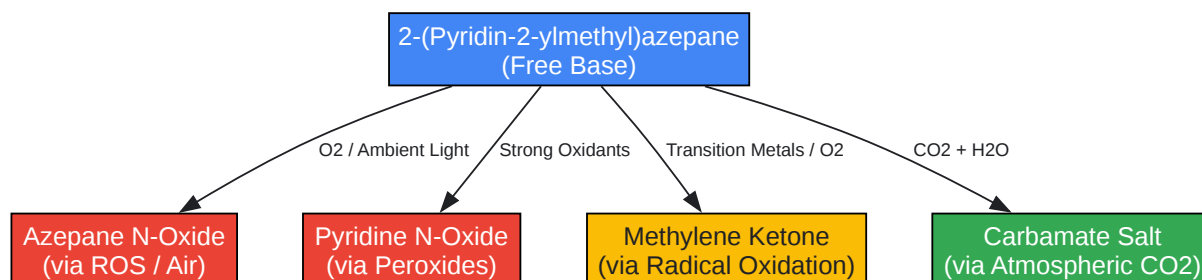 2-(Pyridin-2-ylmethyl)azepane
(Free Base)
O2 / Ambient Light
Strong Oxidants
Transition Metals / O2
CO2 + H2O
Azepane N-Oxide
(via ROS / Air)
Pyridine N-Oxide
(via Peroxides)
Methylene Ketone
(via Radical Oxidation)
Carbamate Salt
(via Atmospheric CO2)